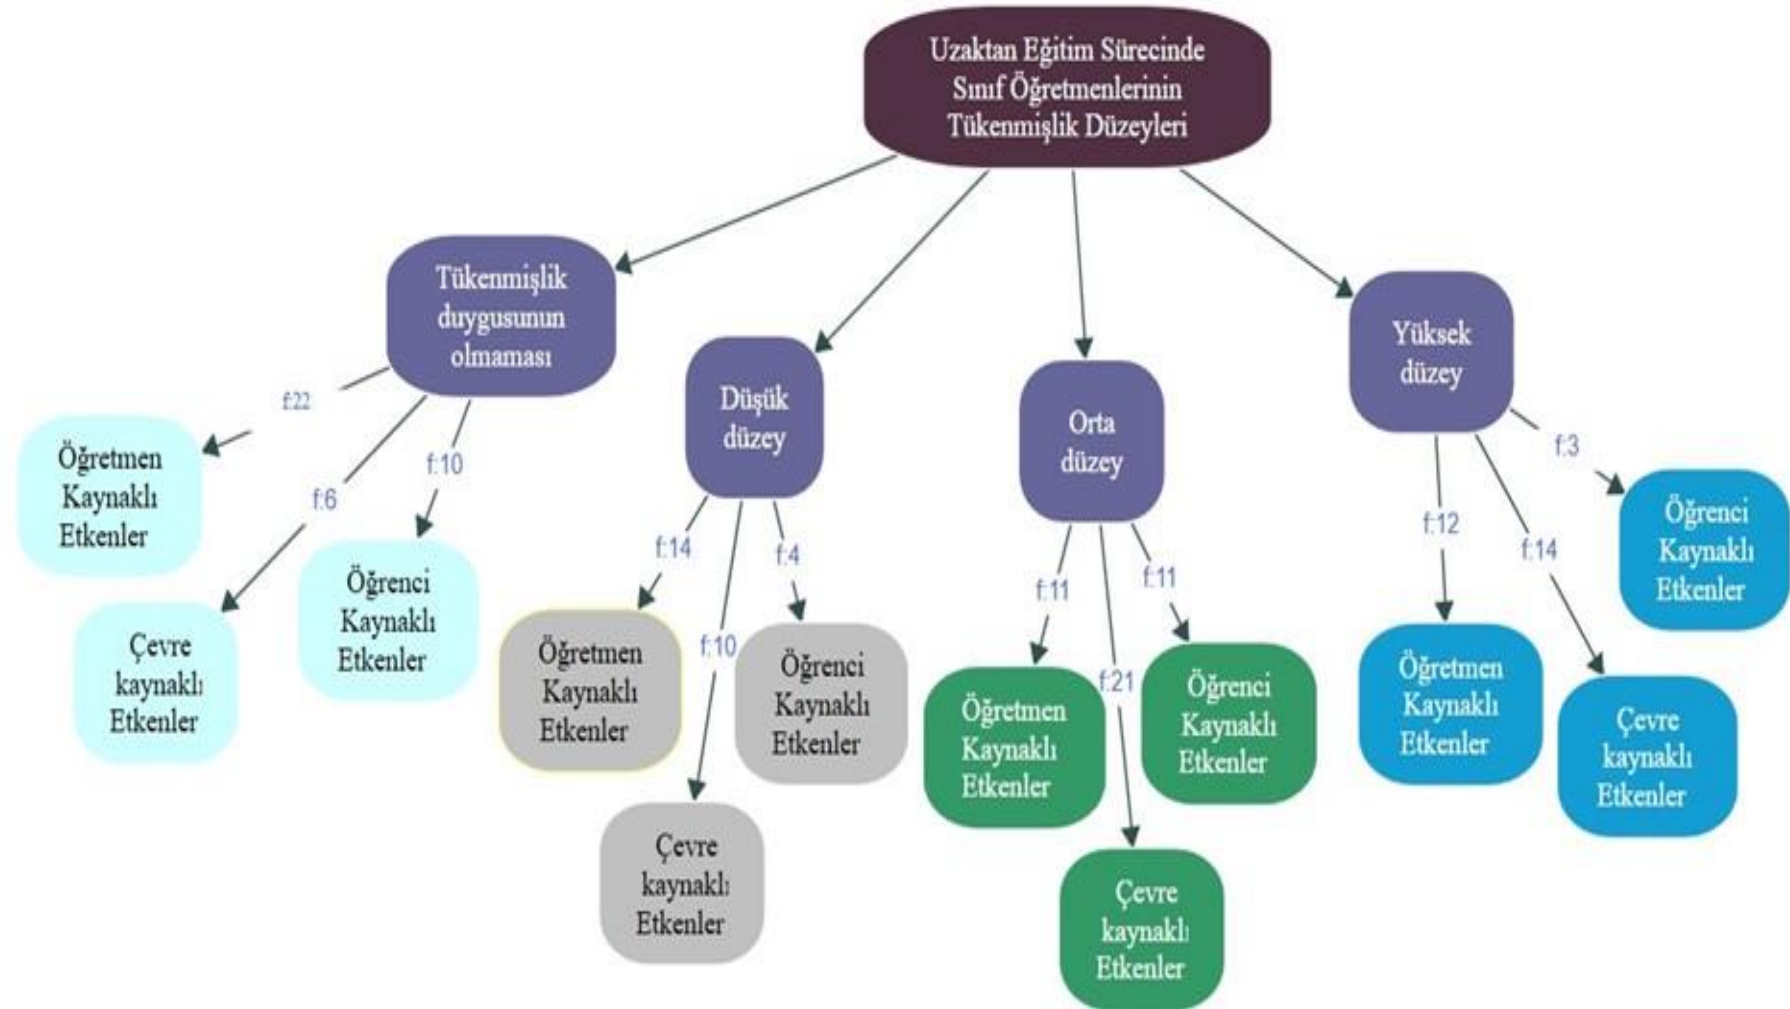 Uzaktan Eğitim Sürecinde
Sınıf Öğretmenlerinin
Tükenmişlik Düzeyleri
Tükenmişlik
duygusunun
olmaması
Düşük
düzey
Orta
düzey
Yüksek
düzey
f:22
f:6
f:10
f:14
f:10
f:4
f:11
f:21
f:11
f:12
f:14
f:3
Öğretmen
Kaynaklı
Etkenler
Çevre
kaynaklı
Etkenler
Öğrenci
Kaynaklı
Etkenler
Öğretmen
Kaynaklı
Etkenler
Çevre
kaynaklı
Etkenler
Öğrenci
Kaynaklı
Etkenler
Öğretmen
Kaynaklı
Etkenler
Çevre
kaynaklı
Etkenler
Öğrenci
Kaynaklı
Etkenler
Öğretmen
Kaynaklı
Etkenler
Çevre
kaynaklı
Etkenler
Öğrenci
Kaynaklı
Etkenler